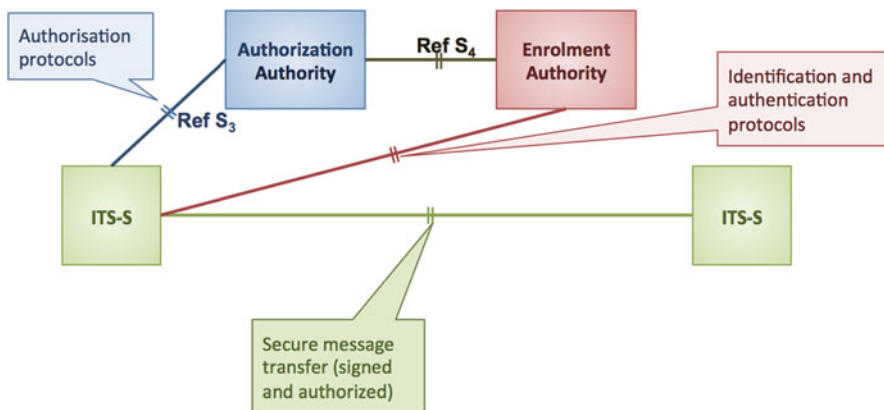 Authorisation
protocols
Authorization
Authority
Ref S₄
Enrolment
Authority
Identification and
authentication
protocols
Ref S₃
ITS-S
ITS-S
Secure message
transfer (signed
and authorized)